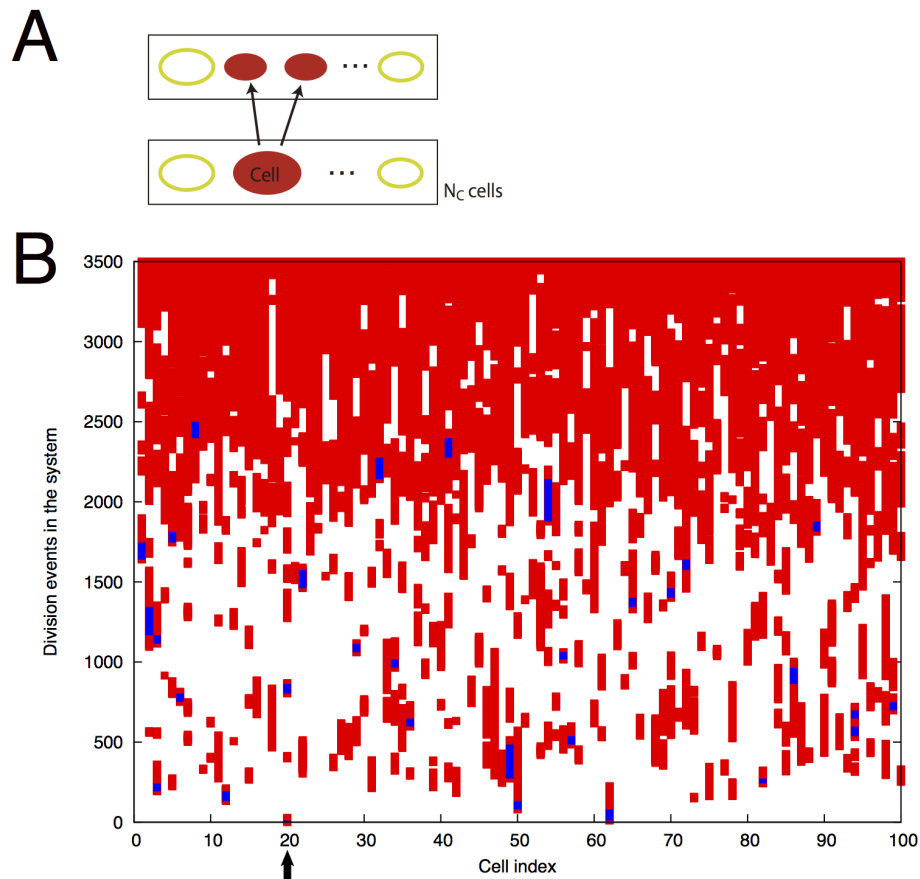 A
...
Cell
...
N_C cells
B
3500
3000
2500
2000
1500
1000
500
0
Division events in the system
0 10 20 30 40 50 60 70 80 90 100
Cell index